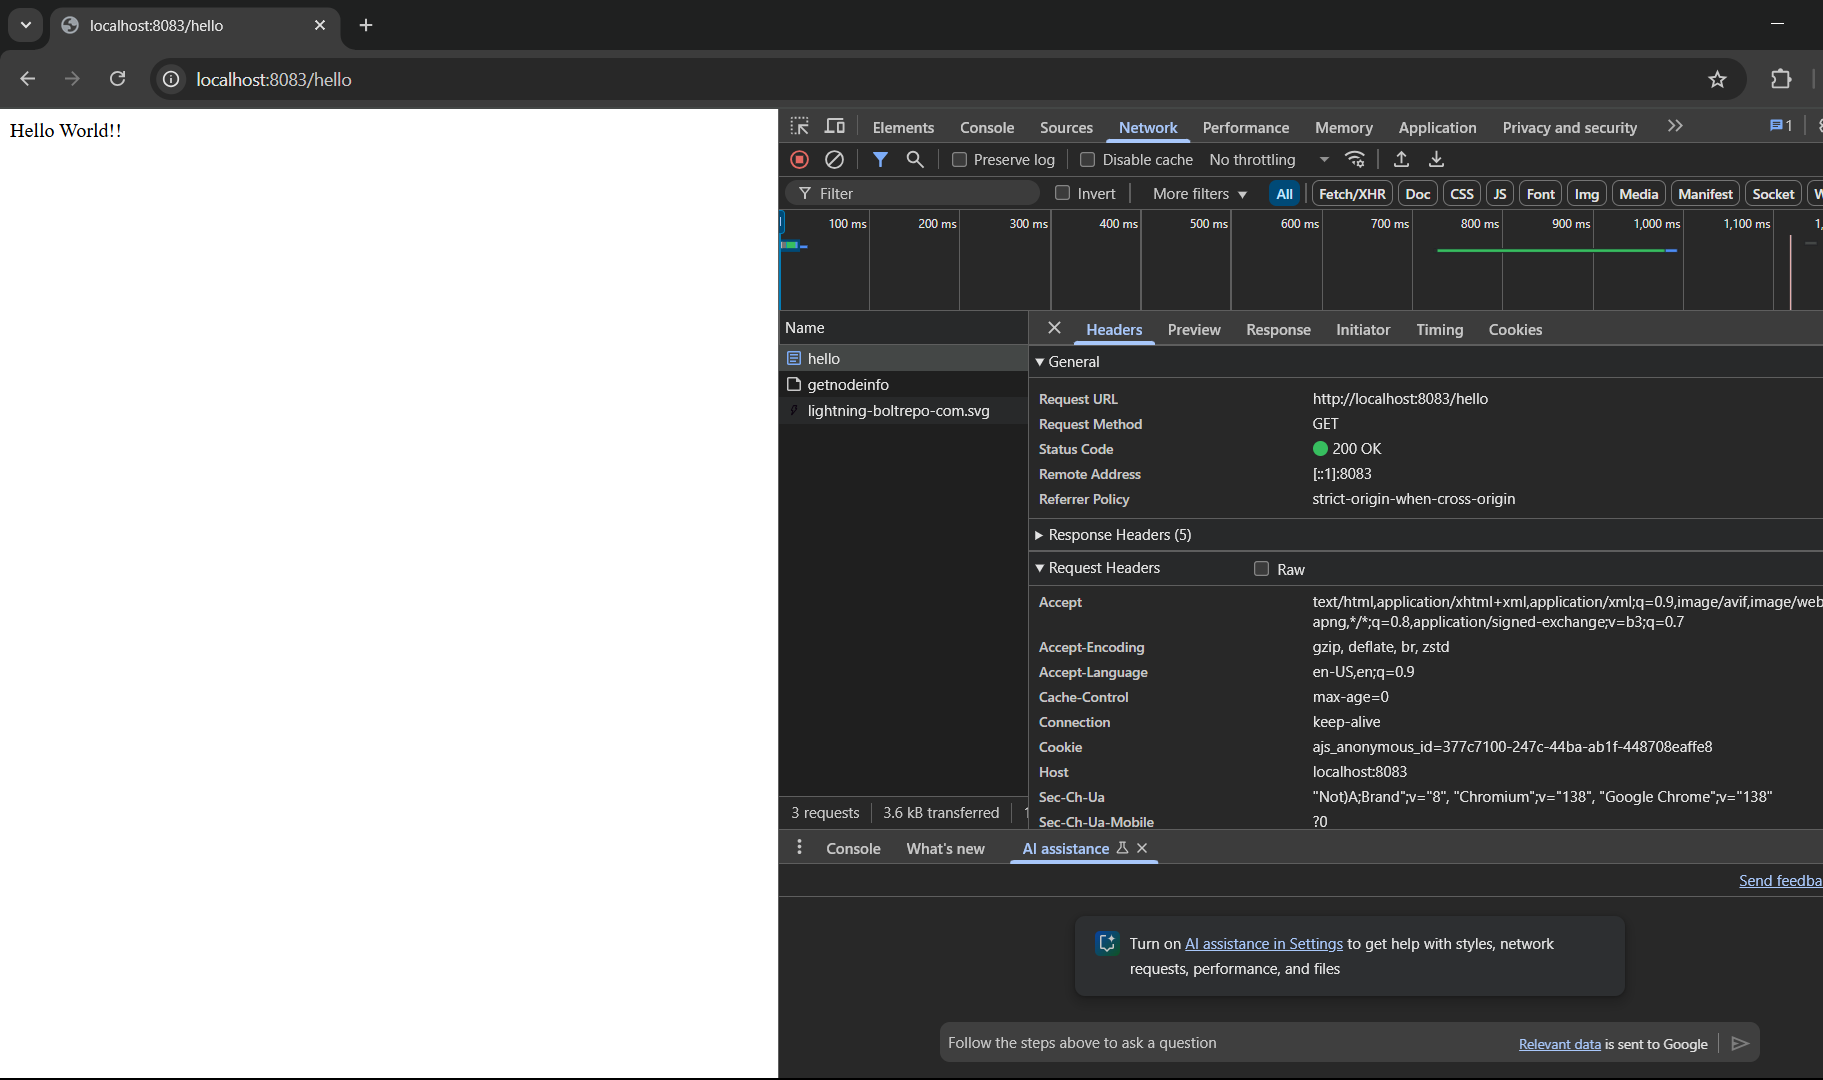 localhost:8083/hello
localhost:8083/hello
Hello World!!
Elements Console Sources Network Performance Memory Application Privacy and security 1
Preserve log Disable cache No throttling
Filter Invert More filters All Fetch/XHR Doc CSS JS Font Img Media Manifest Socket
100 ms 200 ms 300 ms 400 ms 500 ms 600 ms 700 ms 800 ms 900 ms 1,000 ms 1,100 ms
Name
hello
getnodeinfo
lightning-boltrepo-com.svg
Headers Preview Response Initiator Timing Cookies
General
Request URL http://localhost:8083/hello
Request Method GET
Status Code 200 OK
Remote Address [::1]:8083
Referrer Policy strict-origin-when-cross-origin
Response Headers (5)
Request Headers Raw
Accept text/html,application/xhtml+xml,application/xml;q=0.9,image/avif,image/web
apng,*/*;q=0.8,application/signed-exchange;v=b3;q=0.7
Accept-Encoding gzip, deflate, br, zstd
Accept-Language en-US,en;q=0.9
Cache-Control max-age=0
Connection keep-alive
Cookie ajs_anonymous_id=377c7100-247c-44ba-ab1f-448708eaffe8
Host localhost:8083
Sec-Ch-Ua "Not)A;Brand";v="8", "Chromium";v="138", "Google Chrome";v="138"
Sec-Ch-Ua-Mobile ?0
3 requests 3.6 kB transferred
Console What's new AI assistance
Send feedba
Turn on AI assistance in Settings to get help with styles, network
requests, performance, and files
Follow the steps above to ask a question Relevant data is sent to Google